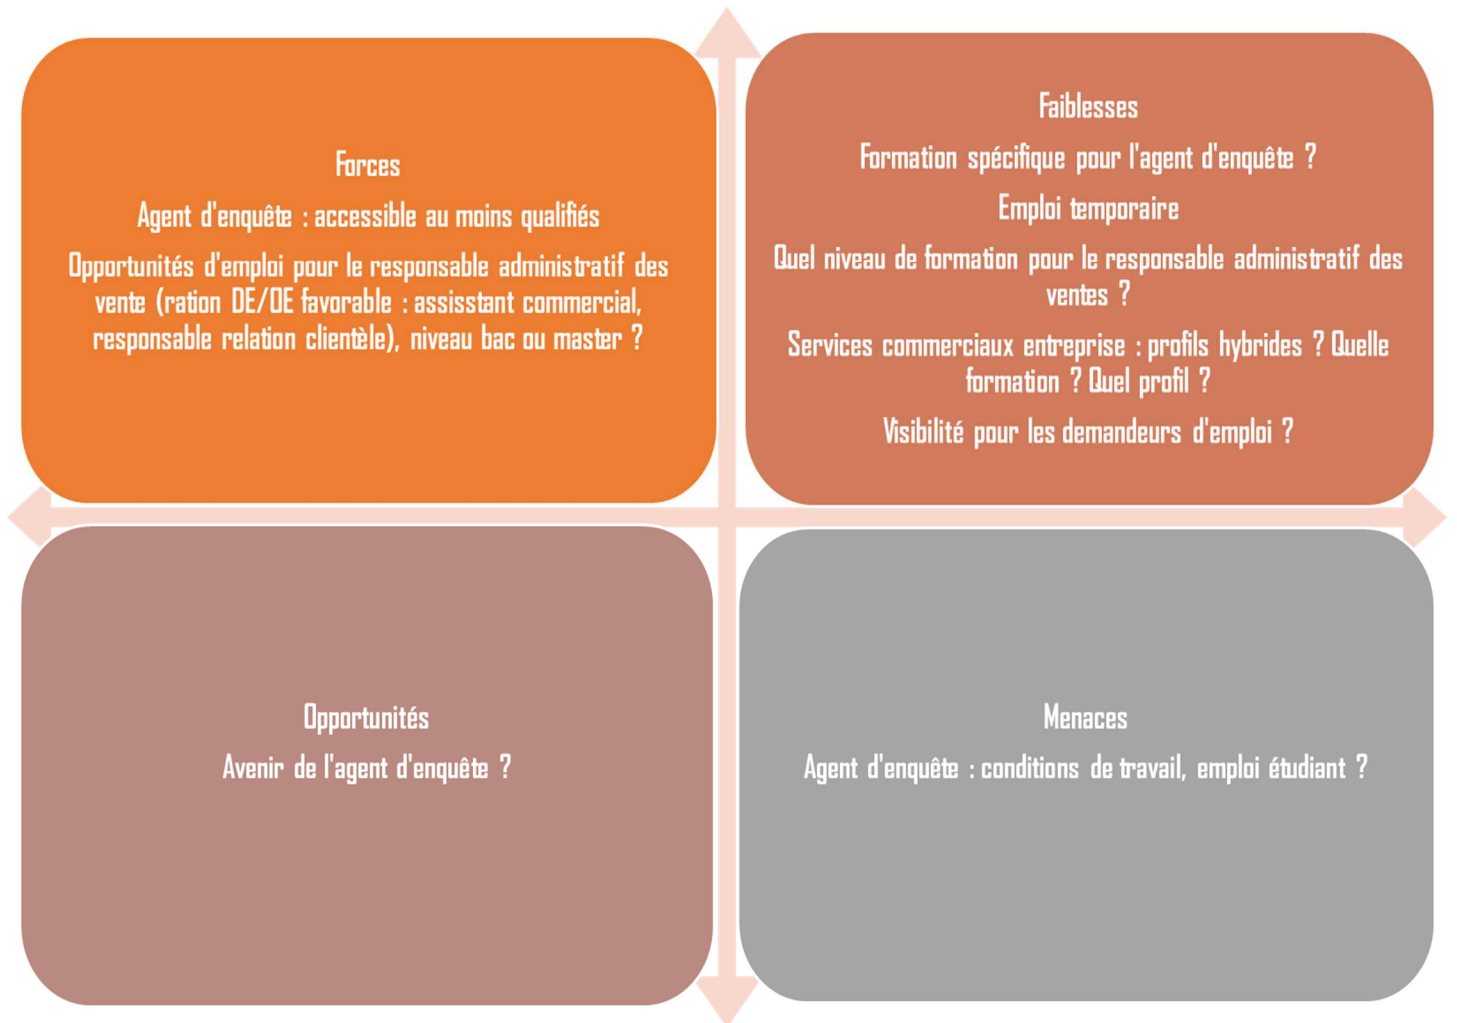 Forces
Agent d'enquête : accessible au moins qualifiés
Opportunités d'emploi pour le responsable administratif des
vente (ration DE/OE favorable : assisstant commercial,
responsable relation clientèle), niveau bac ou master ?
Faiblesses
Formation spécifique pour l'agent d'enquête ?
Emploi temporaire
Quel niveau de formation pour le responsable administratif des
ventes ?
Services commerciaux entreprise : profils hybrides ? Quelle
formation ? Quel profil ?
Visibilité pour les demandeurs d'emploi ?
Opportunités
Avenir de l'agent d'enquête ?
Menaces
Agent d'enquête : conditions de travail, emploi étudiant ?